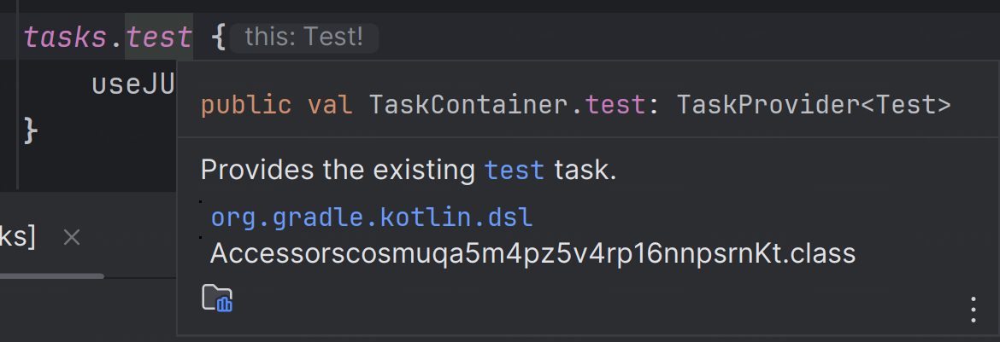 tasks.test { this: Test!
useJU
}
public val TaskContainer.test: TaskProvider<Test>
Provides the existing test task.
org.gradle.kotlin.dsl
ks] ×
Accessorscosmuqa5m4pz5v4rp16nnpsrnKt.class